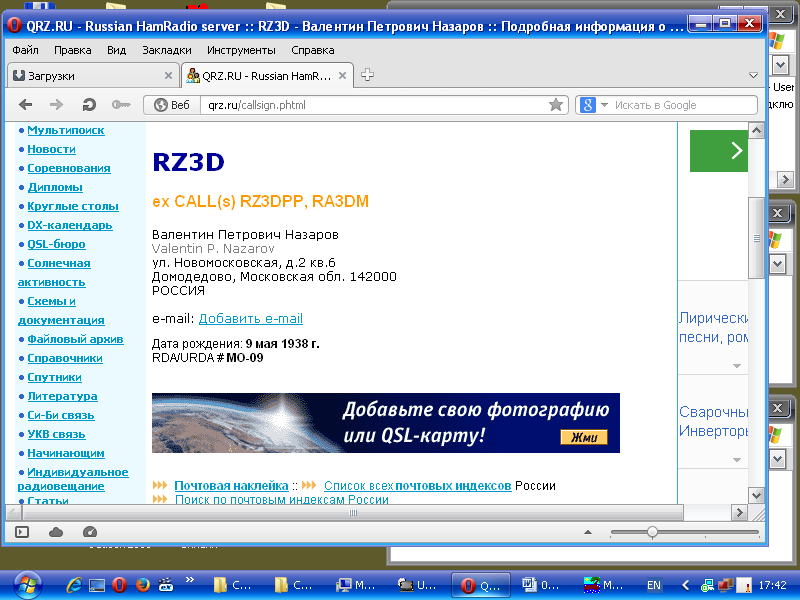 QRZ.RU - Russian HamRadio server :: RZ3D - Валентин Петрович Назаров :: Подробная информация о ...
Файл Правка Вид Закладки Инструменты Справка
Загрузки
QRZ.RU - Russian HamR...
Веб qrz.ru/callsign.phtml
Искать в Google
Мультипоиск
Новости
Соревнования
Дипломы
Круглые столы
DX-календарь
QSL-бюро
Солнечная
активность
Схемы и
документация
Файловый архив
Справочники
Спутники
Литература
Си-Би связь
УКВ связь
Начинающим
Индивидуальное
радиовещание
Статьи
RZ3D
ex CALL(s) RZ3DPP, RA3DM
Валентин Петрович Назаров
Valentin P. Nazarov
ул. Новомосковская, д.2 кв.6
Домодедово, Московская обл. 142000
РОССИЯ
e-mail: Добавить e-mail
Дата рождения: 9 мая 1938 г.
RDA/URDA # MO-09
Добавьте свою фотографию
или QSL-карту!
Жми
Почтовая наклейка :: Список всех почтовых индексов России
Поиск по почтовым индексам России
Лирически
песни, ром
Сварочны
Инверторы
User
дклю
С... С... М... U... Q... 0... М... EN 17:42